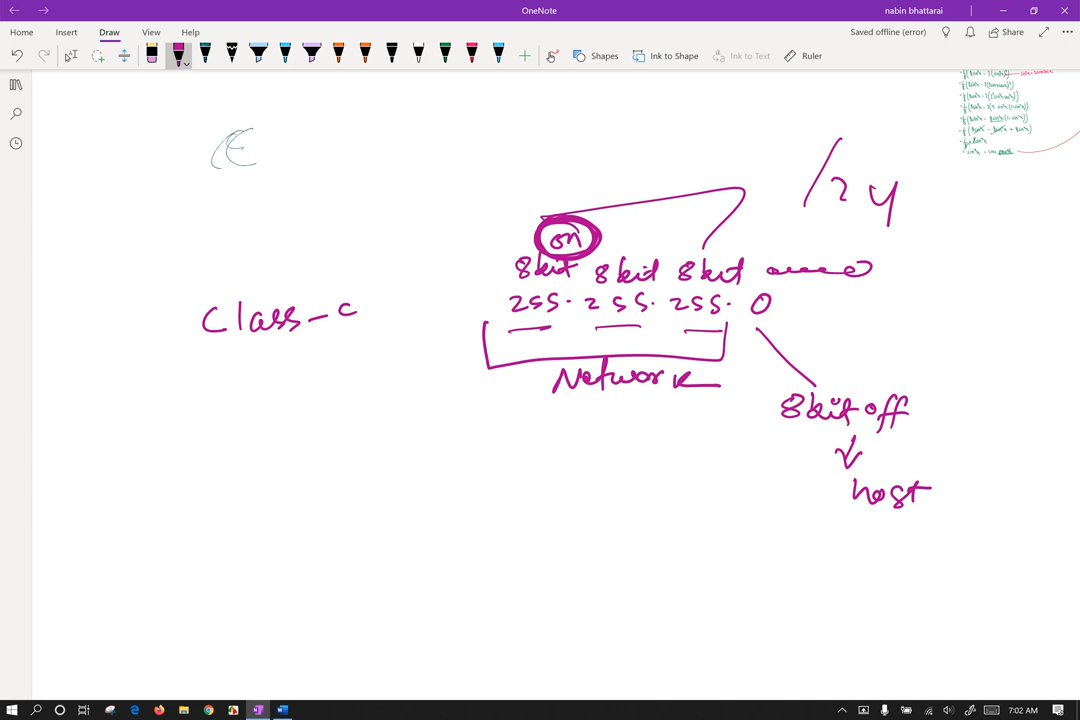 OneNote
nabin bhattarai
Home Insert Draw View Help
Saved offline (error)
Share
Shapes
Ink to Shape
Ink to Text
Ruler
/24
on
8bit 8bit 8bit
255. 255. 255. 0
Class-c
Network
8bit off
host
7:02 AM